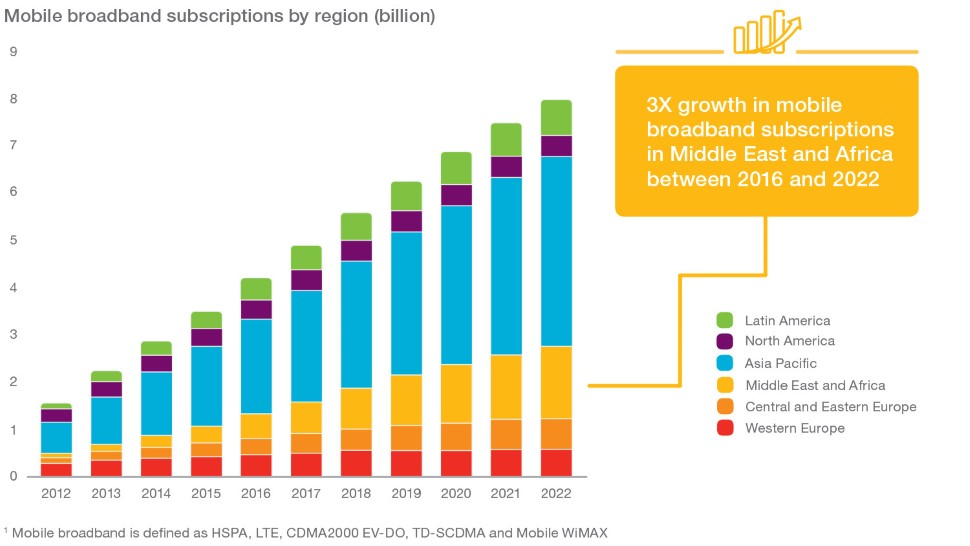 Mobile broadband subscriptions by region (billion)
9
8
7
6
5
4
3
2
1
0
2012 2013 2014 2015 2016 2017 2018 2019 2020 2021 2022
3X growth in mobile
broadband subscriptions
in Middle East and Africa
between 2016 and 2022
Latin America
North America
Asia Pacific
Middle East and Africa
Central and Eastern Europe
Western Europe
¹ Mobile broadband is defined as HSPA, LTE, CDMA2000 EV-DO, TD-SCDMA and Mobile WiMAX